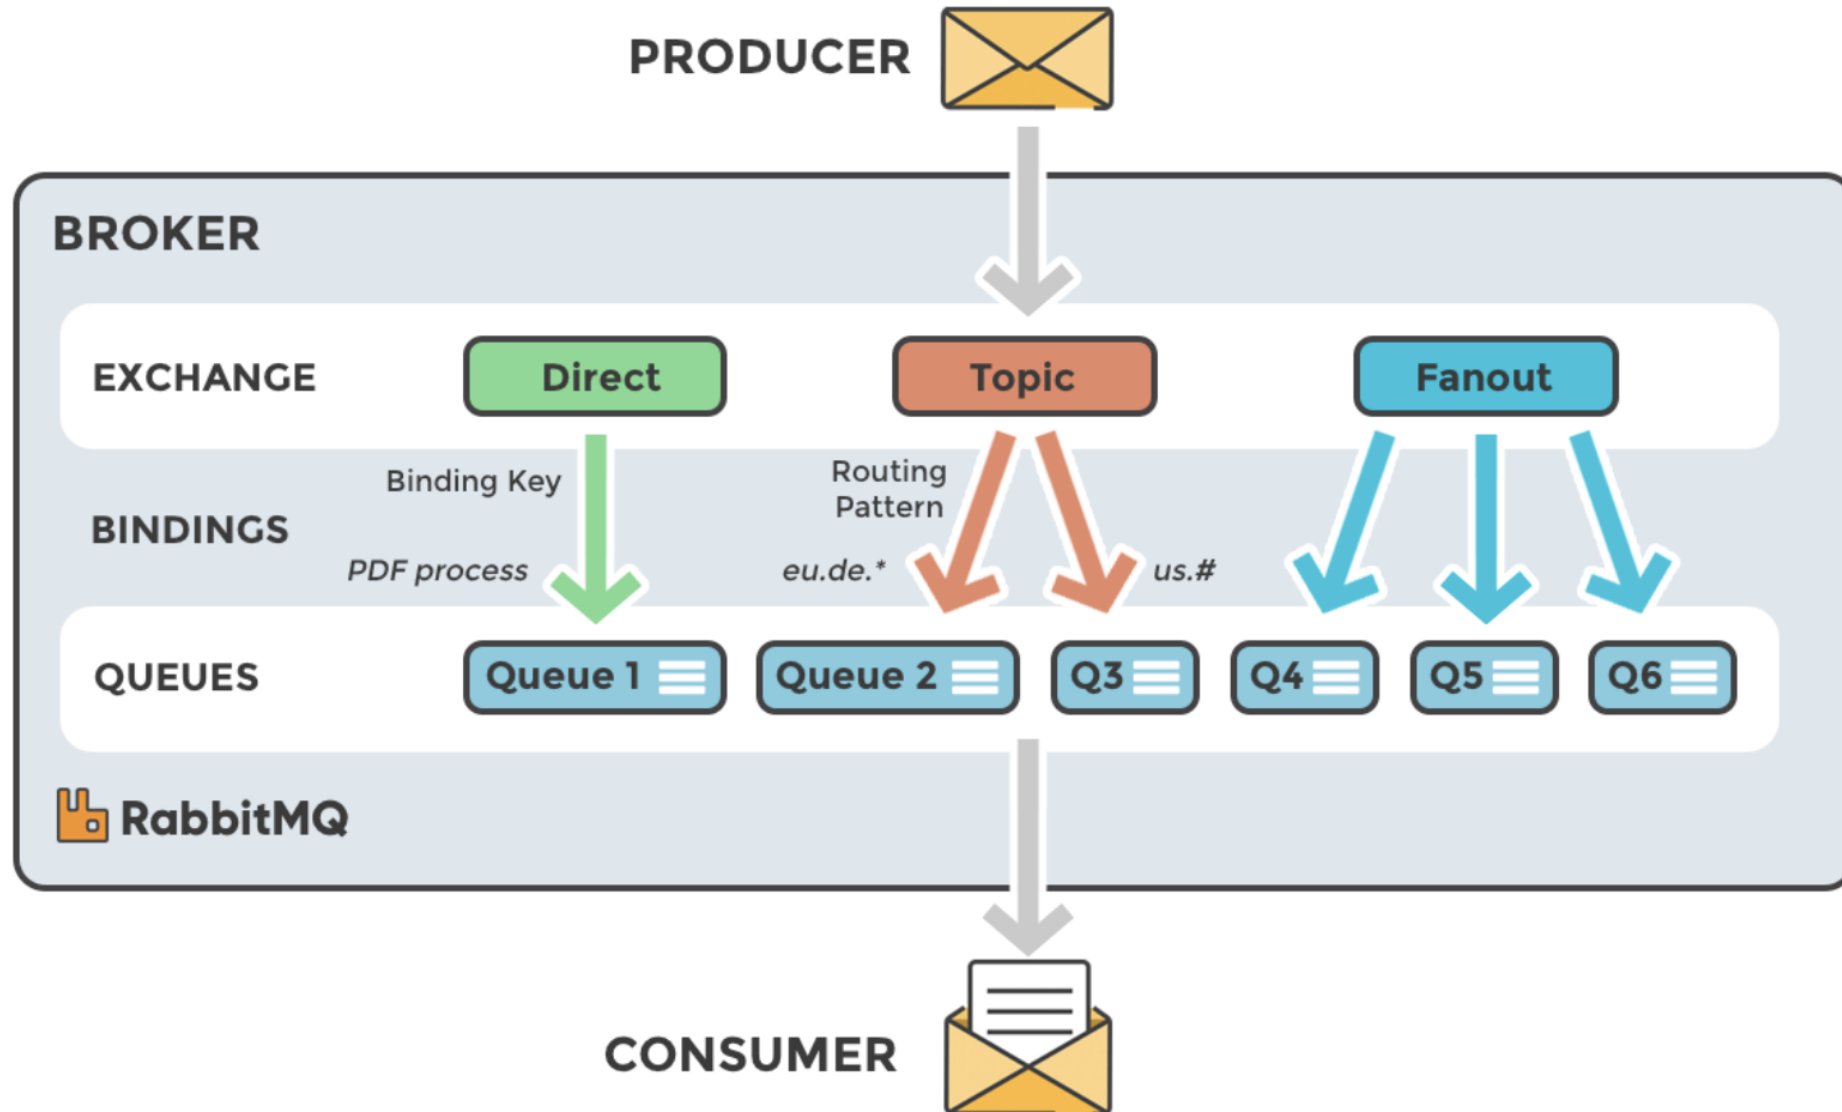 PRODUCER
BROKER
EXCHANGE
Direct
Topic
Fanout
Binding Key
Routing
Pattern
BINDINGS
PDF process
eu.de.*
us.#
QUEUES
Queue 1
Queue 2
Q3
Q4
Q5
Q6
RabbitMQ
CONSUMER